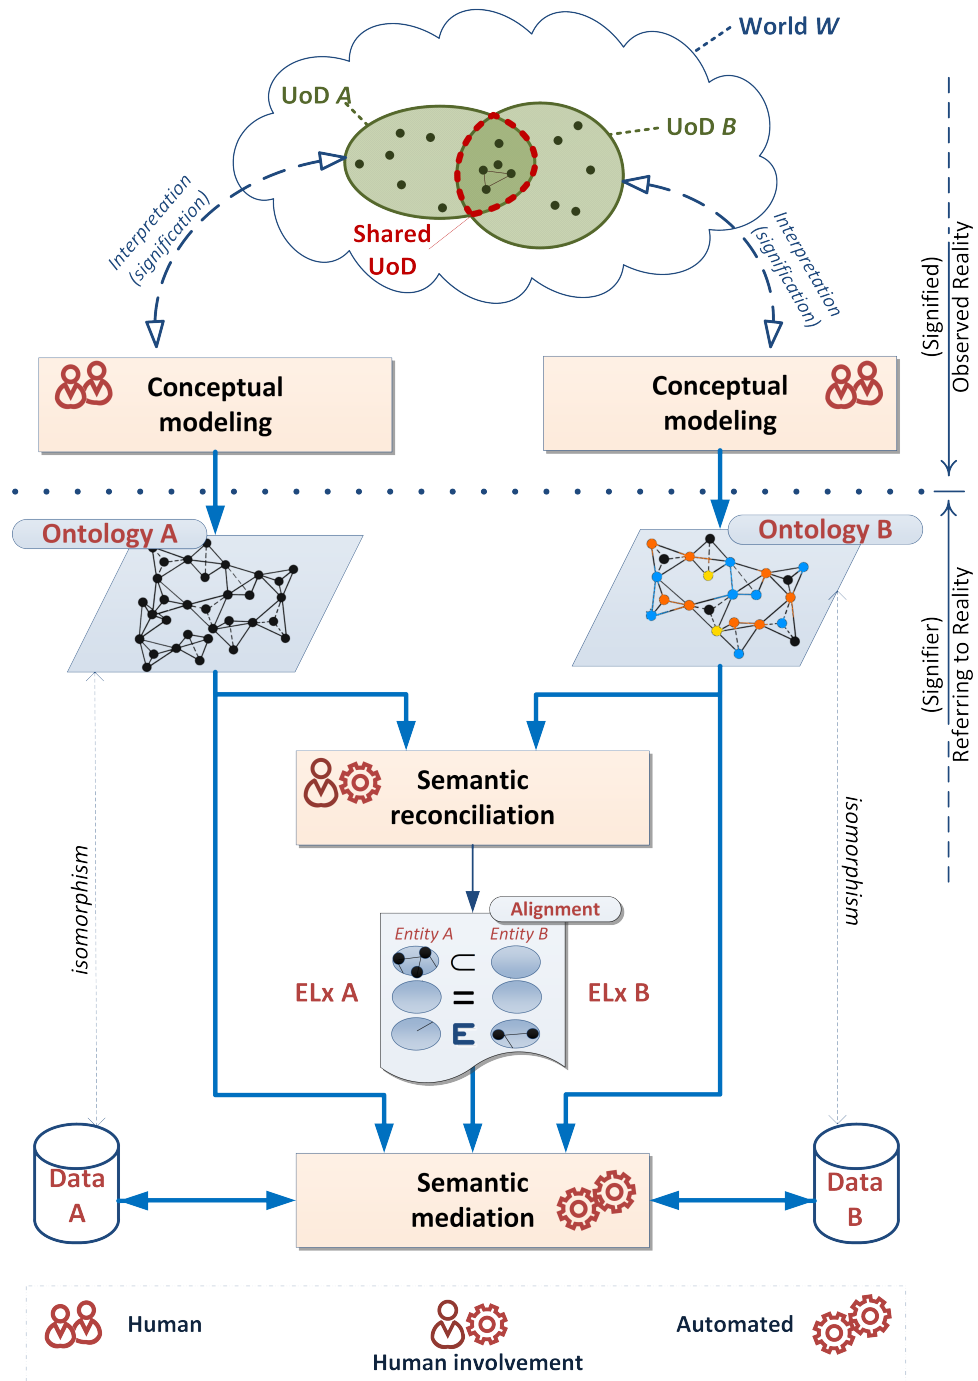 World W
UoD A
UoD B
Shared
UoD
Interpretation
(signification)
Interpretation
(signification)
(Signified)
Observed Reality
Conceptual
modeling
Conceptual
modeling
Ontology A
Ontology B
(Signifier)
Referring to Reality
Semantic
reconciliation
isomorphism
isomorphism
Alignment
Entity A
Entity B
⊂
=
E
ELx A
ELx B
Data
A
Semantic
mediation
Data
B
Human
Human involvement
Automated